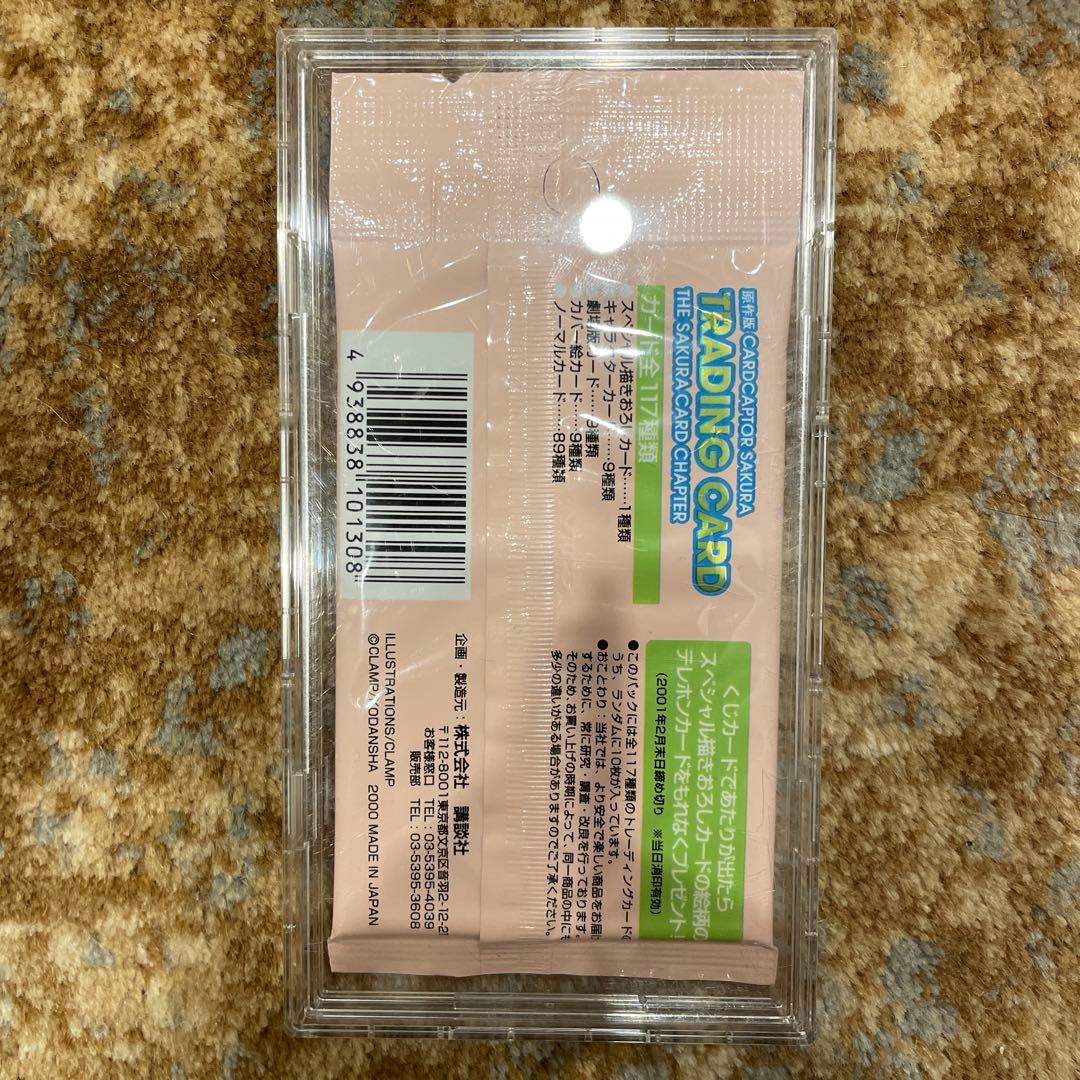 原作版 CARDCAPTOR SAKURA
TRADING CARD
THE SAKURA CARD CHAPTER
カード全117種類
●スペシャル描きおろしカード……1種類
●キャラクターカード……9種類
●劇場版カード……9種類
●カバー絵カード……9種類
●ノーマルカード……89種類
くじカードであたりが出たら
スペシャル描きおろしカードの絵柄の
テレホンカードをもれなくプレゼント!
(2001年2月末日締め切り ※当日消印有効)
●このパックには全117種類のトレーディングカードの
うち、ランダムに10枚が入っています。
●おことわり:当社では、より安全で楽しい商品をお届け
するために、常に研究・調査・改良を行っております。
そのため、お買い上げの時期によって、同一商品の中にも
多少の違いがある場合がありますのでご了承ください。
企画・製造元:株式会社 講談社
〒112-8001 東京都文京区音羽2-12-2
お客様窓口 TEL:03-5395-4039
販売部 TEL:03-5395-3608
ILLUSTRATIONS/CLAMP
©CLAMP/KODANSHA 2000 MADE IN JAPAN
4 938838 101308